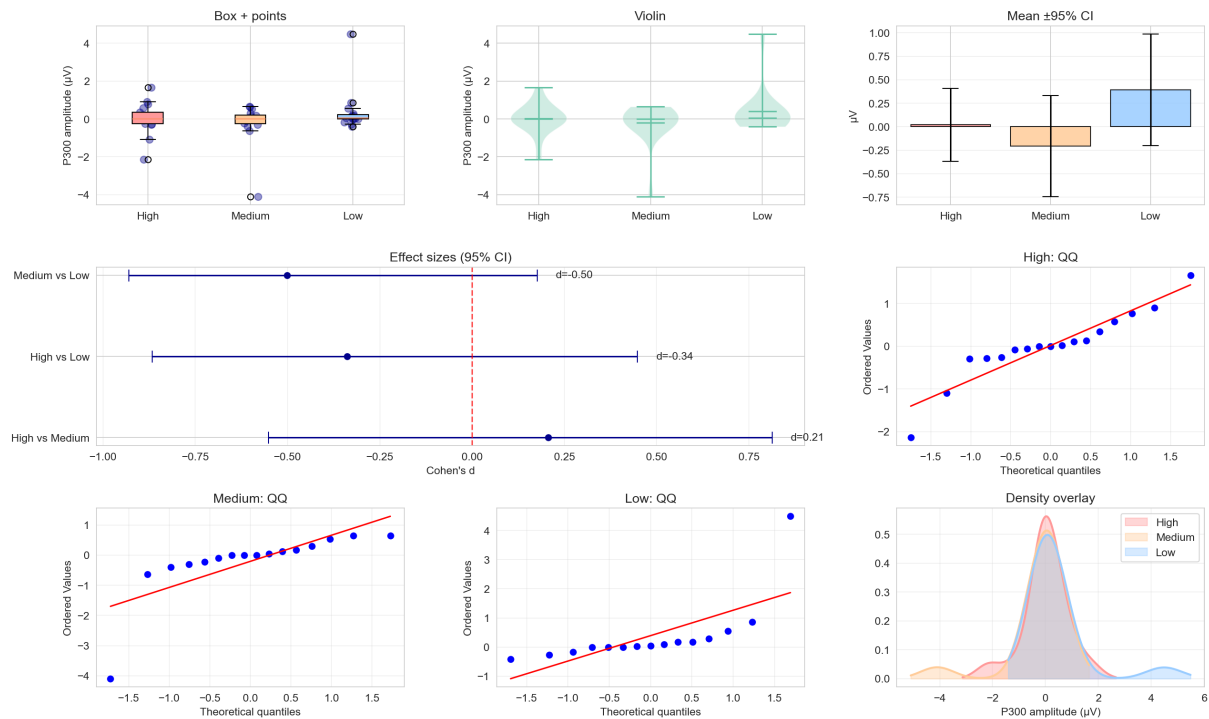 Box + points
Violin
Mean ±95% CI
P300 amplitude (μV)
4
2
0
−2
−4
High
Medium
Low
P300 amplitude (μV)
4
2
0
−2
−4
High
Medium
Low
μV
1.00
0.75
0.50
0.25
0.00
−0.25
−0.50
−0.75
High
Medium
Low
Effect sizes (95% CI)
Medium vs Low
High vs Low
High vs Medium
d=-0.50
d=-0.34
d=0.21
−1.00
−0.75
−0.50
−0.25
0.00
0.25
0.50
0.75
Cohen's d
High: QQ
Ordered Values
1
0
−1
−2
−1.5
−1.0
−0.5
0.0
0.5
1.0
1.5
Theoretical quantiles
Medium: QQ
Ordered Values
1
0
−1
−2
−3
−4
−1.5
−1.0
−0.5
0.0
0.5
1.0
1.5
Theoretical quantiles
Low: QQ
Ordered Values
4
3
2
1
0
−1
−1.5
−1.0
−0.5
0.0
0.5
1.0
1.5
Theoretical quantiles
Density overlay
High
Medium
Low
0.5
0.4
0.3
0.2
0.1
0.0
−4
−2
0
2
4
6
P300 amplitude (μV)